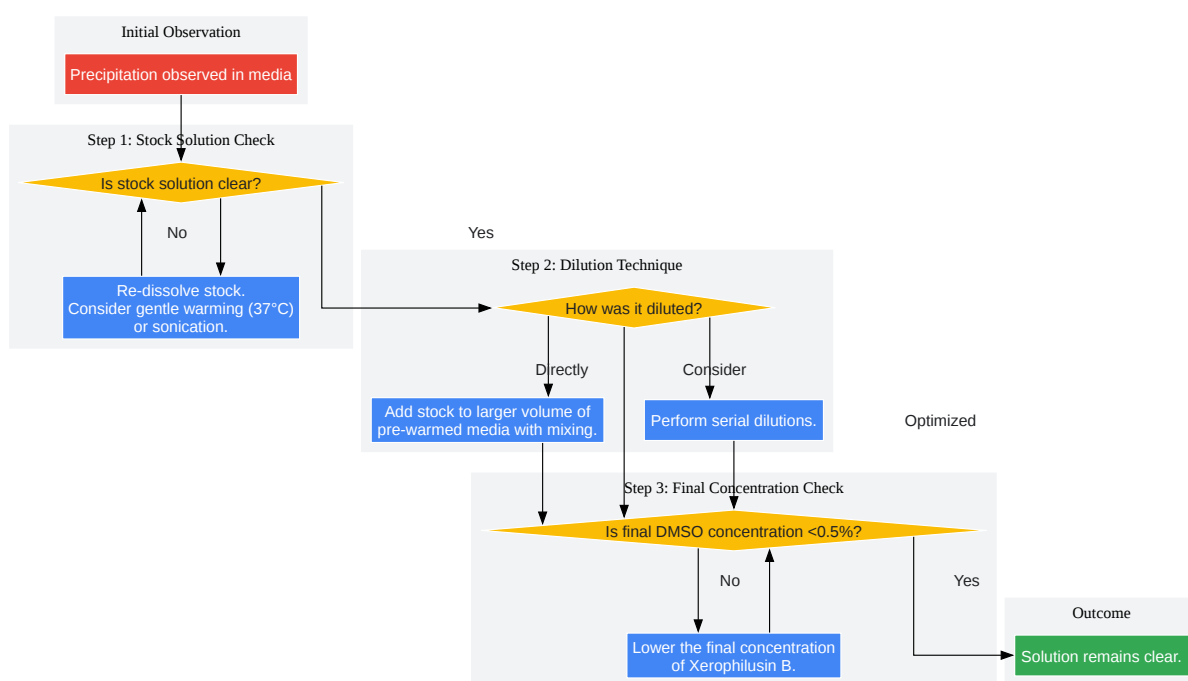 Initial Observation
Precipitation observed in media
Step 1: Stock Solution Check
Is stock solution clear?
No
Yes
Re-dissolve stock.
Consider gentle warming (37°C)
or sonication.
Step 2: Dilution Technique
How was it diluted?
Directly
Consider
Add stock to larger volume of
pre-warmed media with mixing.
Perform serial dilutions.
Optimized
Step 3: Final Concentration Check
Is final DMSO concentration <0.5%?
No
Yes
Lower the final concentration
of Xerophilusin B.
Outcome
Solution remains clear.